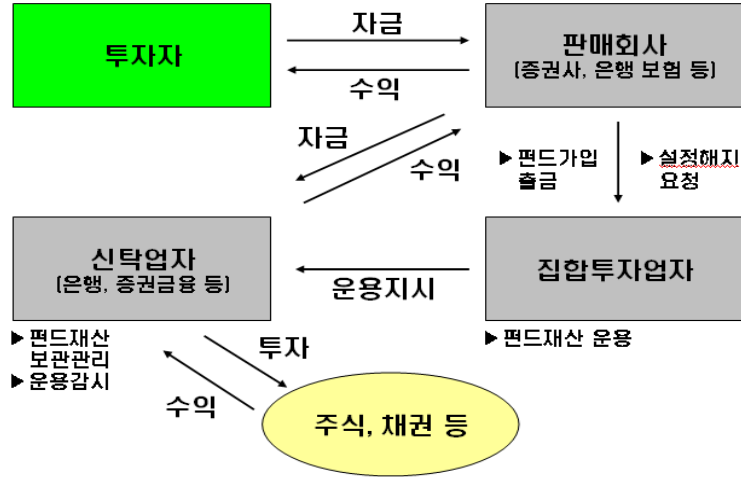 투자자
자금
수익
판매회사
(증권사, 은행 보험 등)
자금
수익
▶ 펀드가입
출금
▶ 설정해지
요청
신탁업자
(은행, 증권금융 등)
운용지시
집합투자업자
▶ 펀드재산
보관관리
▶ 운용감시
▶ 펀드재산 운용
투자
수익
주식, 채권 등